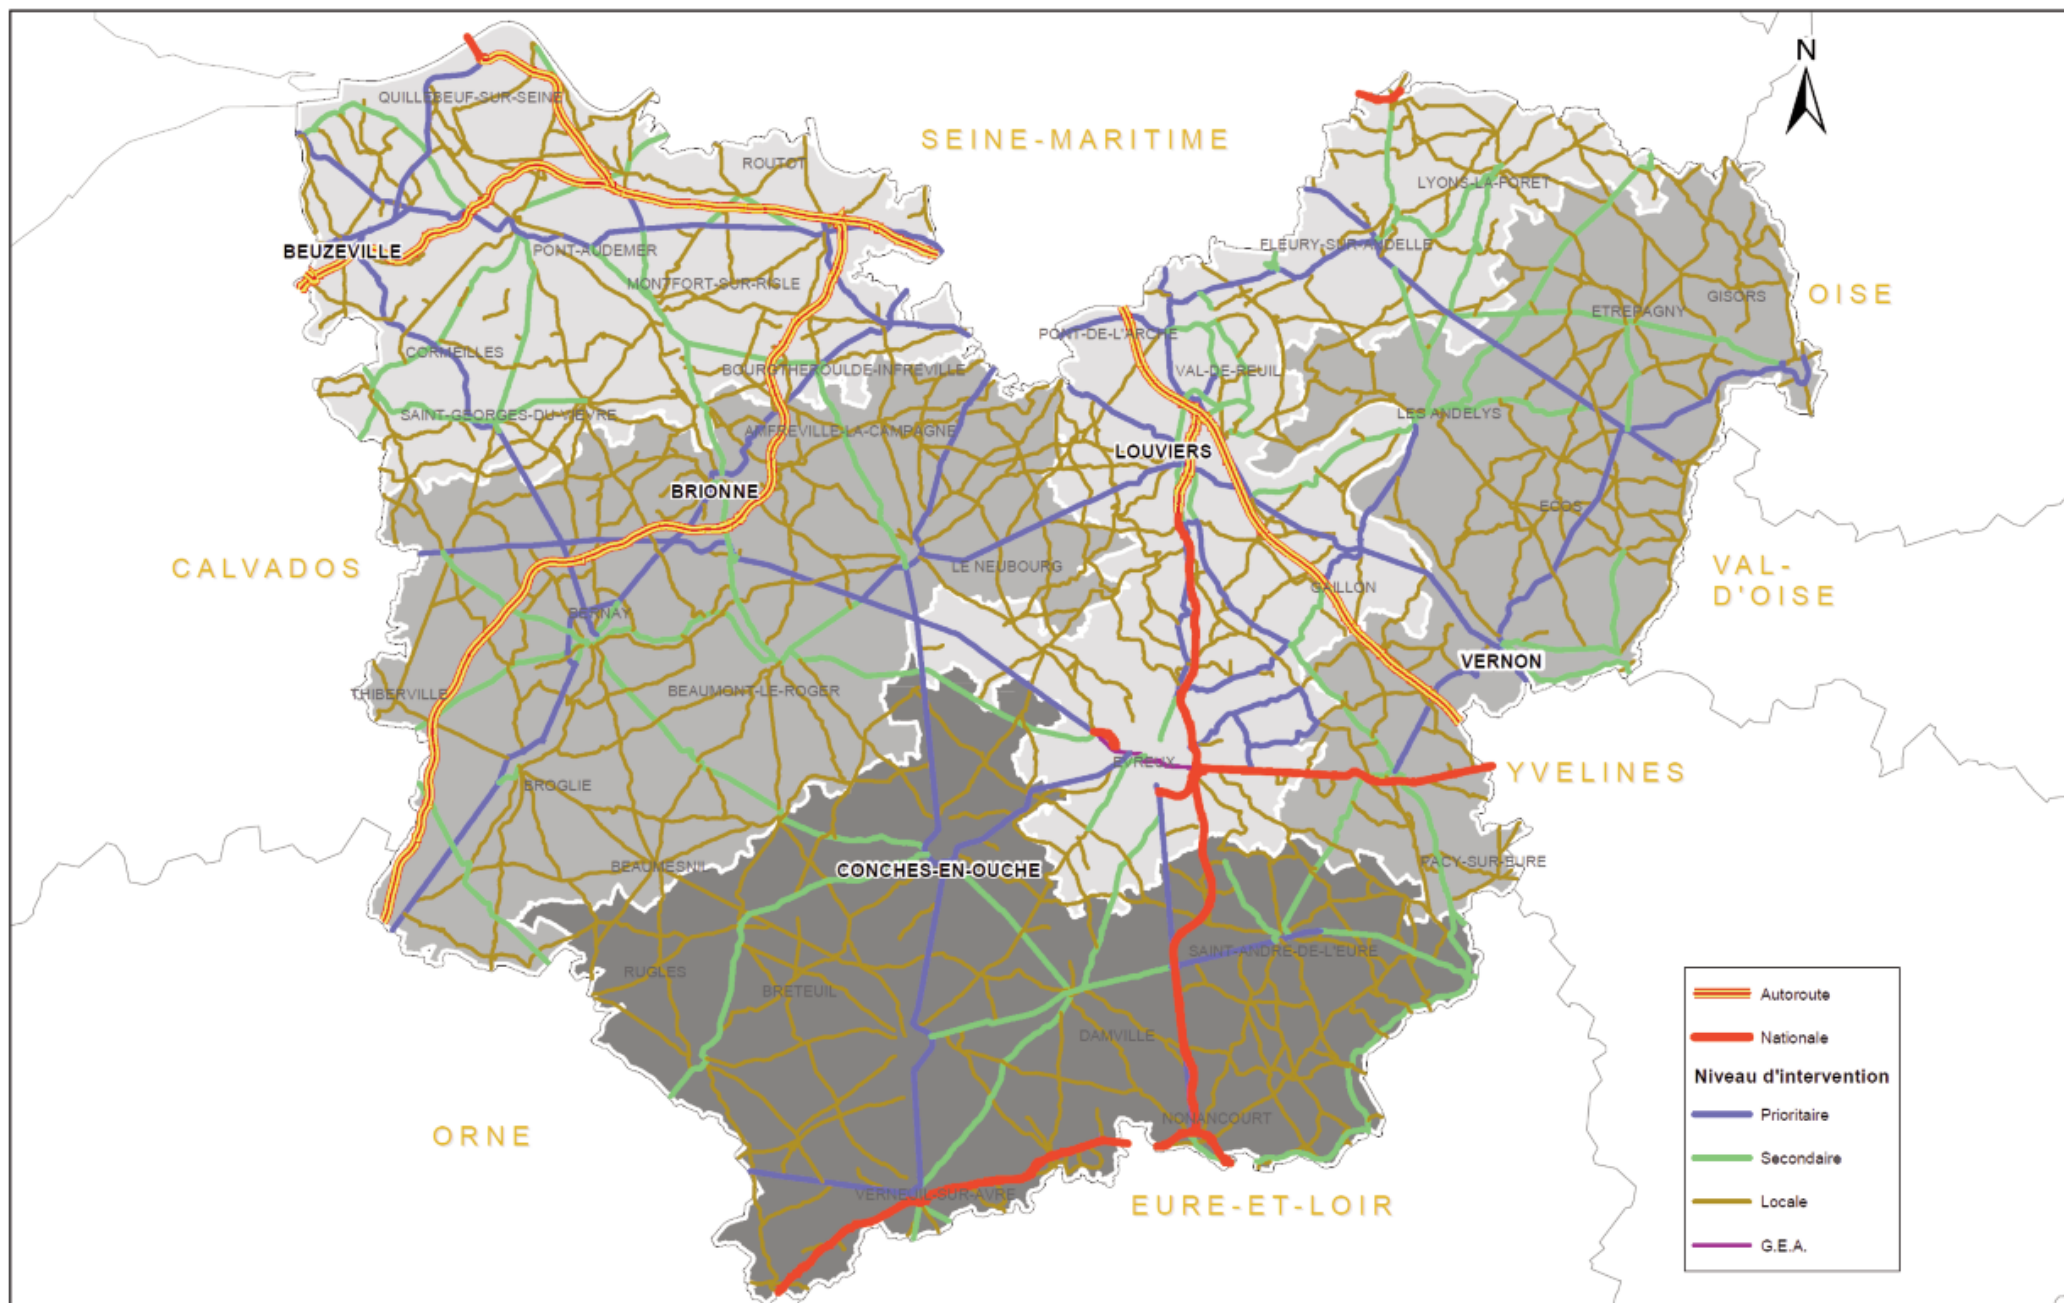 N
QUILLEBEUF-SUR-SEINE
SEINE-MARITIME
ROUTOT
LYONS-LA-FORET
BEUZEVILLE
PONT-AUDEMER
FLEURY-SUR-ANDELLE
MONTFORT-SUR-RISLE
OISE
GISORS
ETREPAGNY
PONT-DE-L'ARCHE
CORMEILLES
BOURGTHEROULDE-INFREVILLE
VAL-DE-REUIL
SAINT-GEORGES-DU-VIEVRE
LES ANDELYS
AMFREVILLE-LA-CAMPAGNE
LOUVIERS
BRIONNE
ECOS
CALVADOS
LE NEUBOURG
VAL-
D'OISE
GAILLON
BERNAY
VERNON
THIBERVILLE
BEAUMONT-LE-ROGER
EVREUX
YVELINES
BROGLIE
BEAUMESNIL
PACY-SUR-EURE
CONCHES-EN-OUCHE
SAINT-ANDRE-DE-L'EURE
RUGLES
BRETEUIL
DAMVILLE
NONANCOURT
ORNE
VERNEUIL-SUR-AVRE
EURE-ET-LOIR
Autoroute
Nationale
Niveau d'intervention
Prioritaire
Secondaire
Locale
G.E.A.